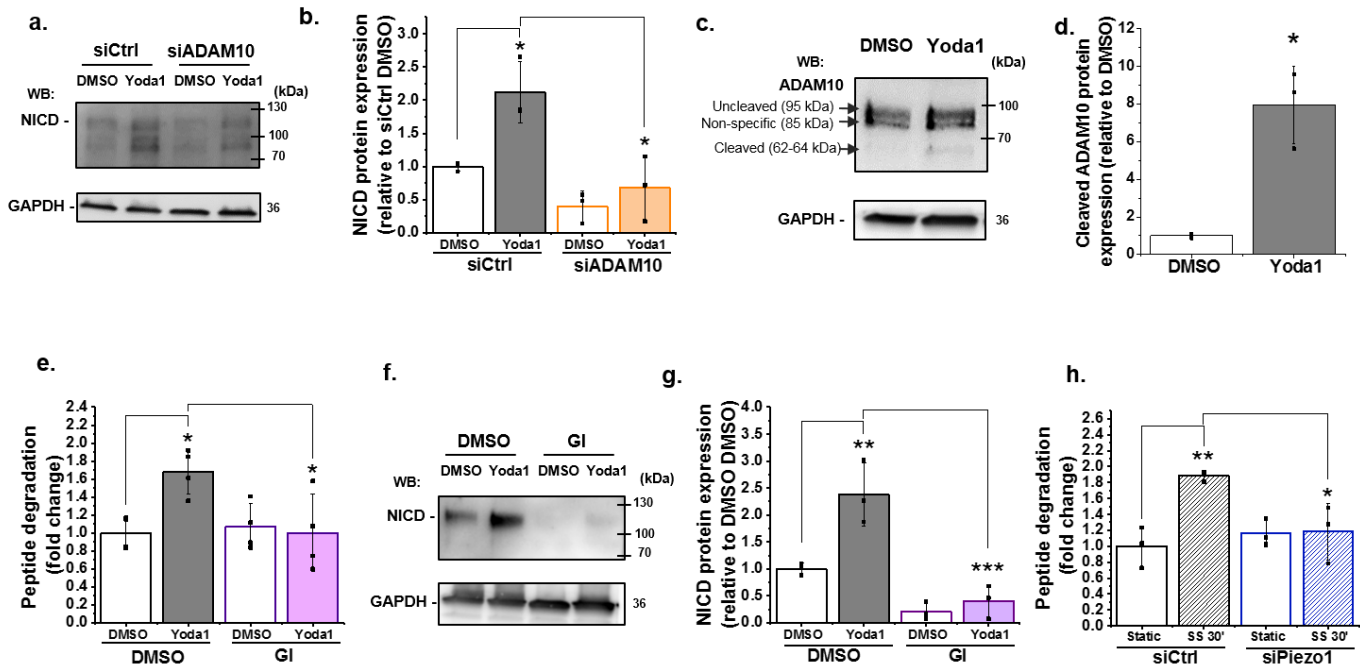 a.
siCtrl siADAM10
DMSO Yoda1 DMSO Yoda1
WB: (kDa)
NICD - 130
100
70
GAPDH - 36
b.
NICD protein expression
(relative to siCtrl DMSO)
3.0
2.5
2.0
1.5
1.0
0.5
0.0
*
*
DMSO Yoda1 DMSO Yoda1
siCtrl siADAM10
c.
DMSO Yoda1
WB: (kDa)
ADAM10
Uncleaved (95 kDa) 100
Non-specific (85 kDa)
70
Cleaved (62-64 kDa)
GAPDH - 36
d.
Cleaved ADAM10 protein
expression (relative to DMSO)
12
10
8
6
4
2
0
*
DMSO Yoda1
e.
Peptide degradation
(fold change)
2.4
2.2
2.0
1.8
1.6
1.4
1.2
1.0
0.8
0.6
0.4
0.2
0.0
*
*
DMSO Yoda1 DMSO Yoda1
DMSO GI
f.
DMSO GI
DMSO Yoda1 DMSO Yoda1
WB: (kDa)
NICD- 130
100
70
GAPDH - 36
g.
NICD protein expression
(relative to DMSO DMSO)
4.0
3.5
3.0
2.5
2.0
1.5
1.0
0.5
0.0
**
***
DMSO Yoda1 DMSO Yoda1
DMSO GI
h.
Peptide degradation
(fold change)
2.6
2.4
2.2
2.0
1.8
1.6
1.4
1.2
1.0
0.8
0.6
0.4
0.2
0.0
**
*
Static SS 30' Static SS 30'
siCtrl siPiezo1